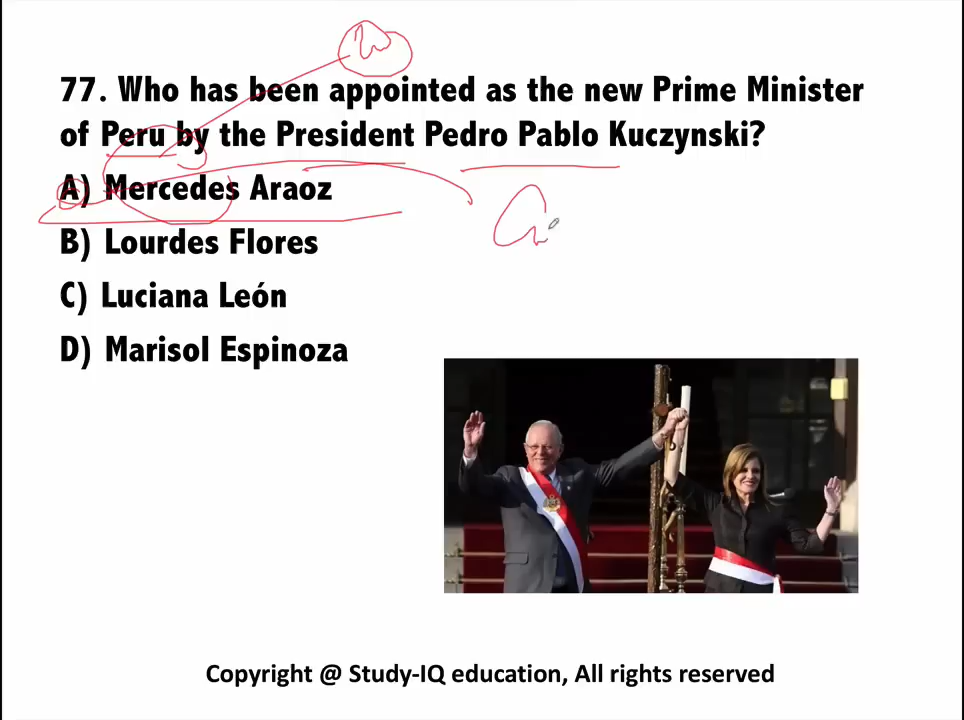 77. Who has been appointed as the new Prime Minister
of Peru by the President Pedro Pablo Kuczynski?
A) Mercedes Araoz
B) Lourdes Flores
C) Luciana León
D) Marisol Espinoza
Copyright @ Study-IQ education, All rights reserved